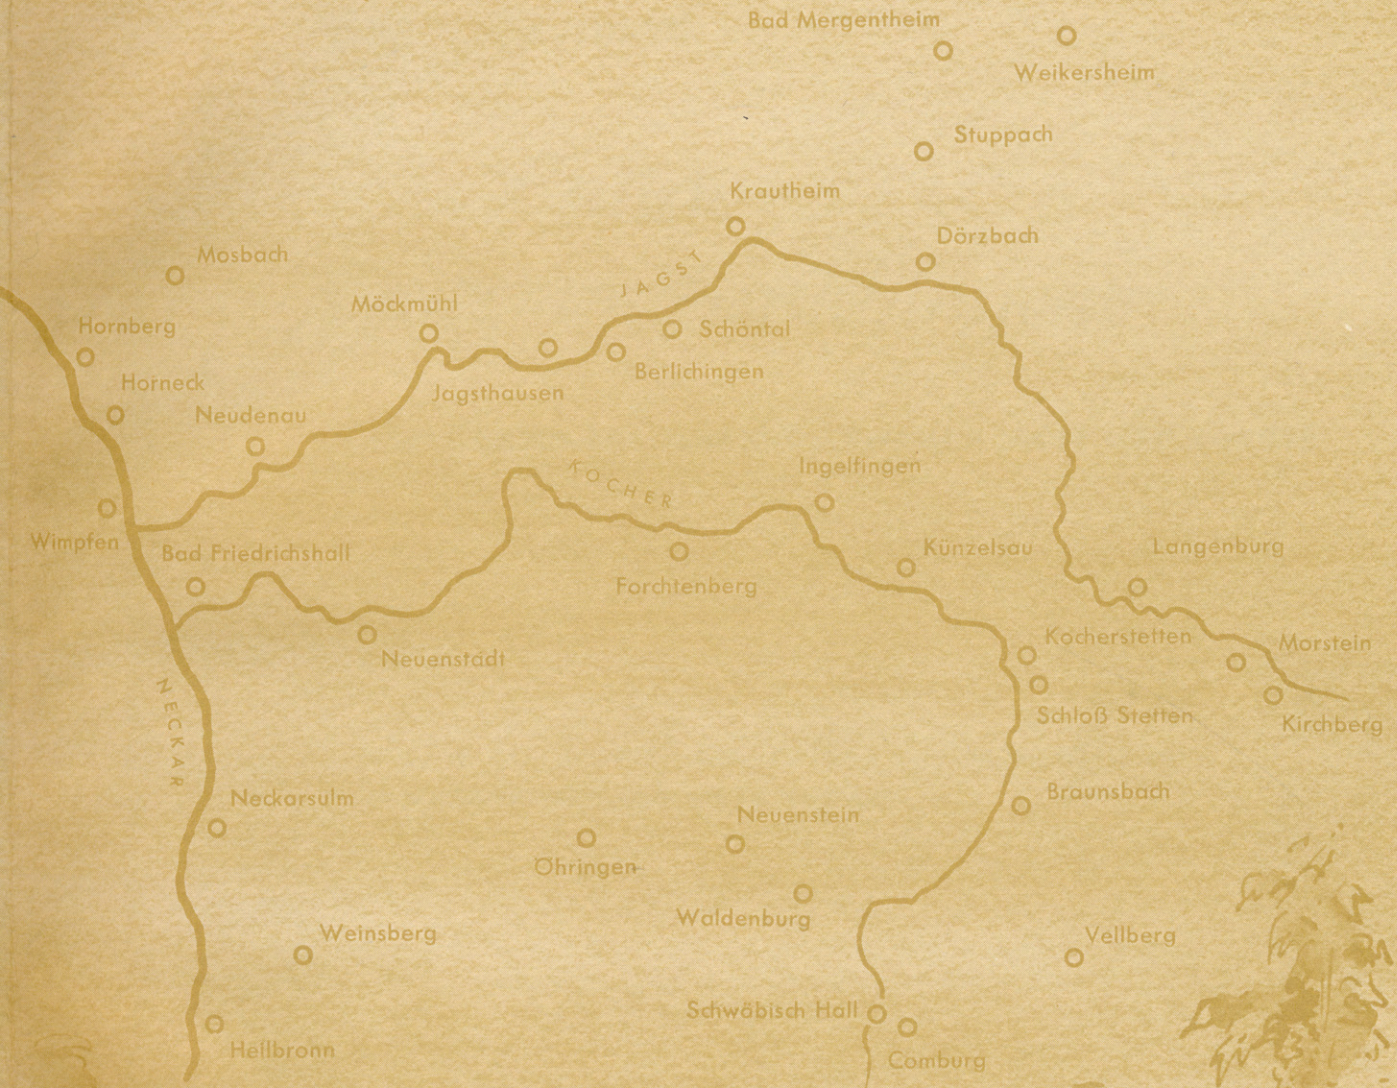 Bad Mergentheim
Weikersheim
Stuppach
Krautheim
Dörzbach
Mosbach
JAGST
Möckmühl
Hornberg
Schöntal
Berlichingen
Horneck
Jagsthausen
Neudenau
KOCHER
Ingelfingen
Wimpfen
Bad Friedrichshall
Künzelsau
Langenburg
Forchtenberg
Kocherstetten
Morstein
Neuenstadt
NECKAR
Schloß Stetten
Kirchberg
Neckarsulm
Braunsbach
Neuenstein
Öhringen
Waldenburg
Weinsberg
Vellberg
Schwäbisch Hall
Heilbronn
Comburg